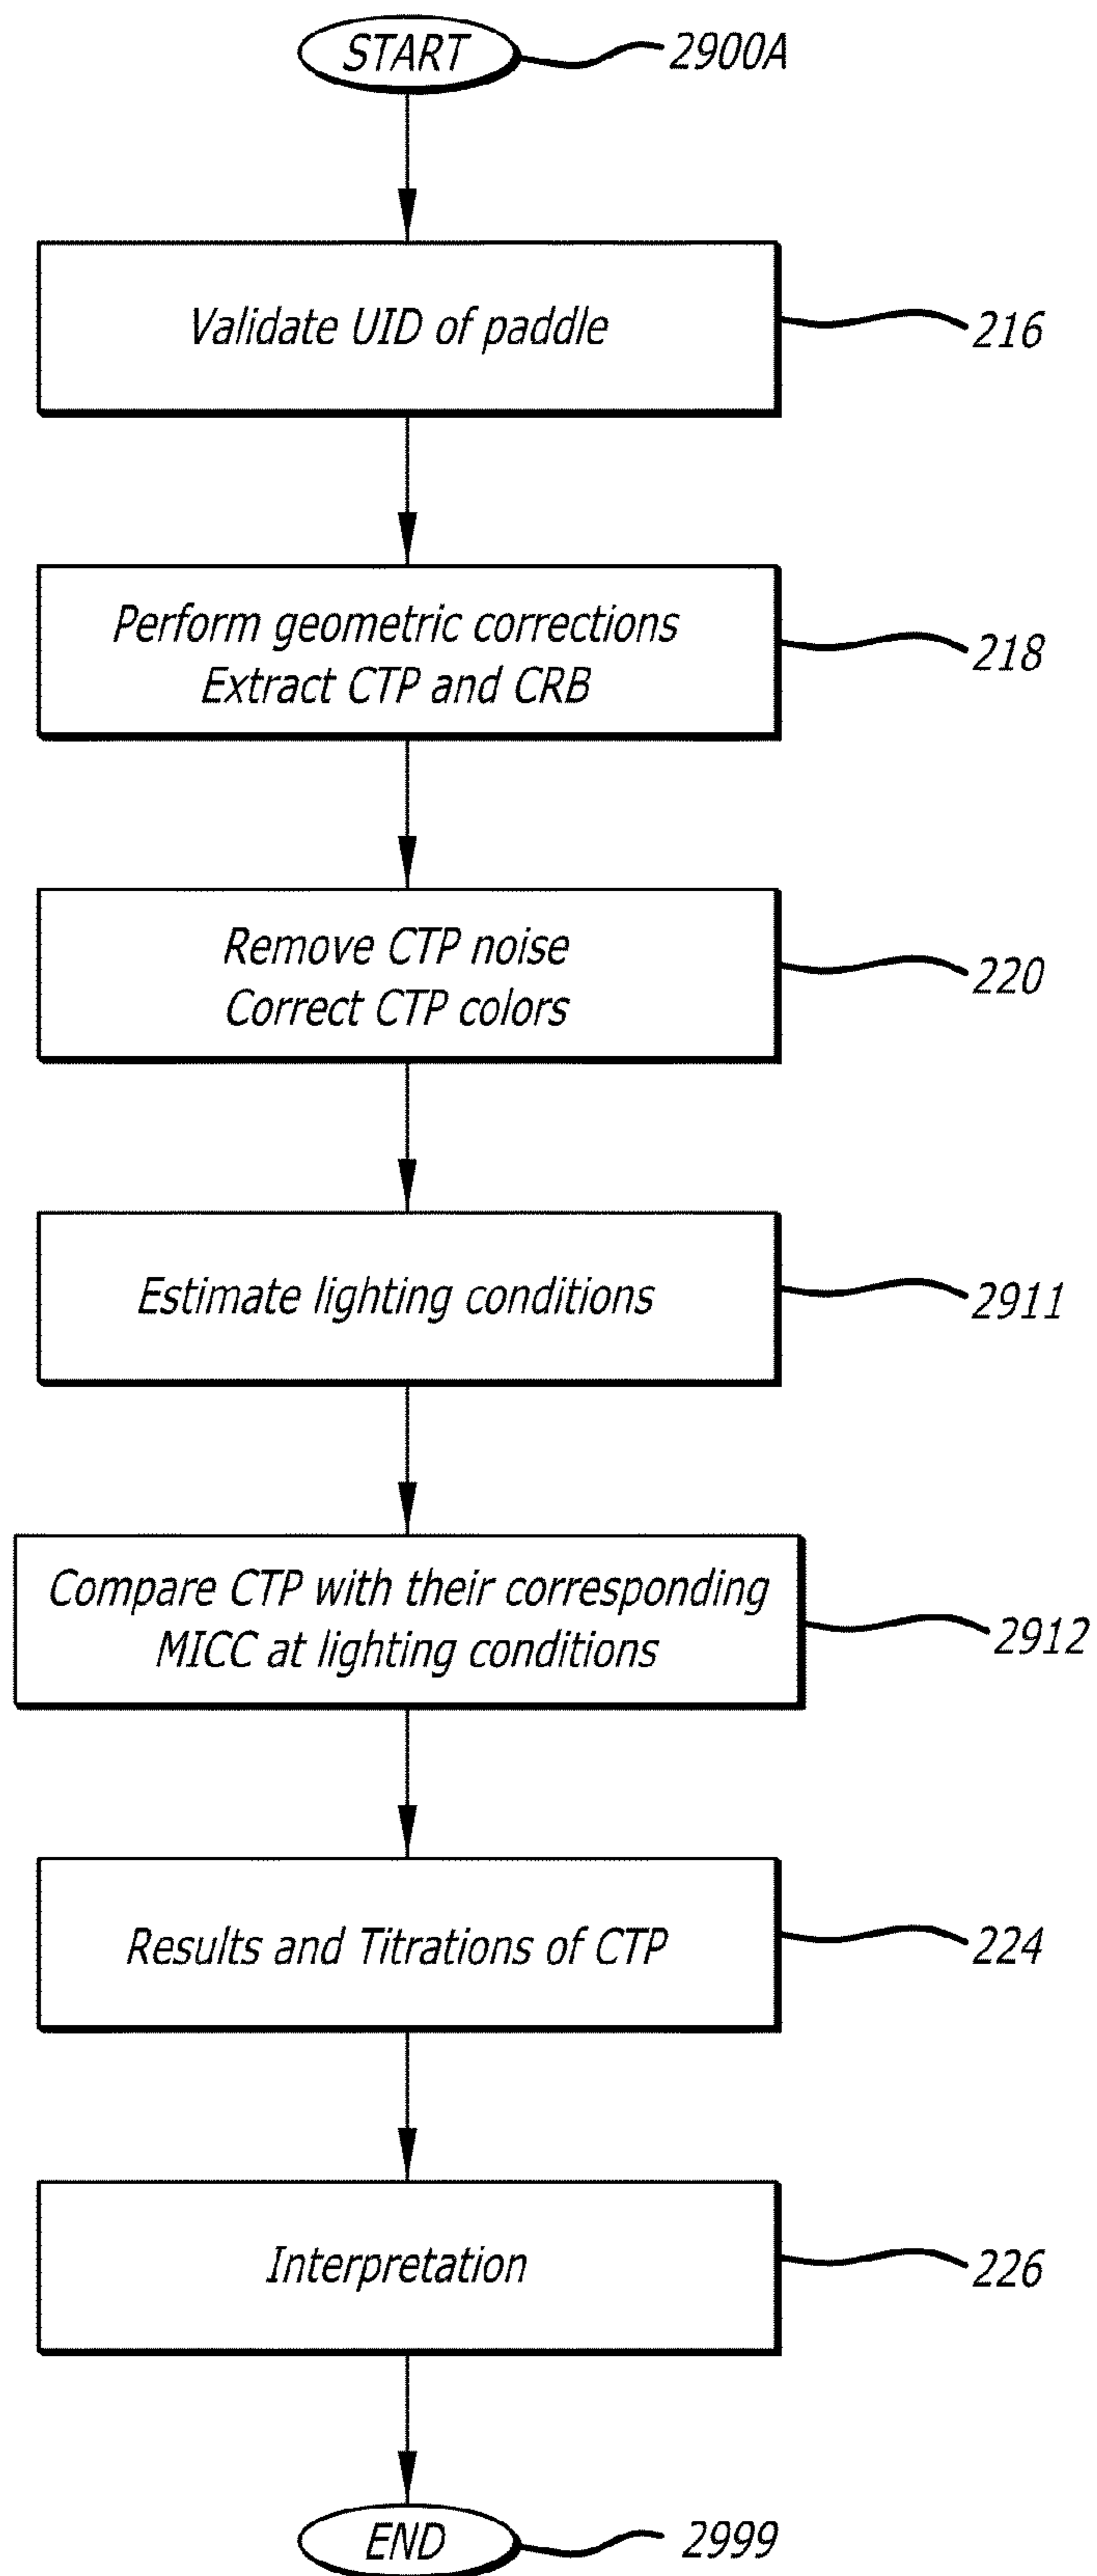 START
2900A
Validate UID of paddle
216
Perform geometric corrections
Extract CTP and CRB
218
Remove CTP noise
Correct CTP colors
220
Estimate lighting conditions
2911
Compare CTP with their corresponding
MICC at lighting conditions
2912
Results and Titrations of CTP
224
Interpretation
226
END
2999